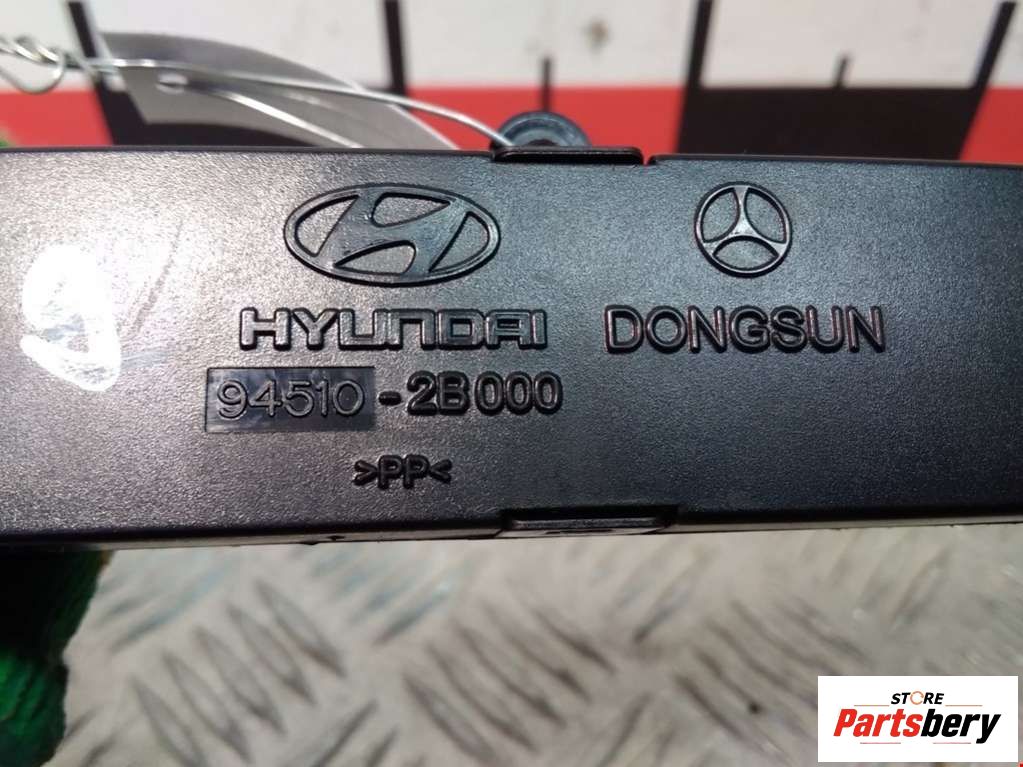 HYUNDAI DONGSUN
94510-2B000
>PP<
STORE
Partsbery